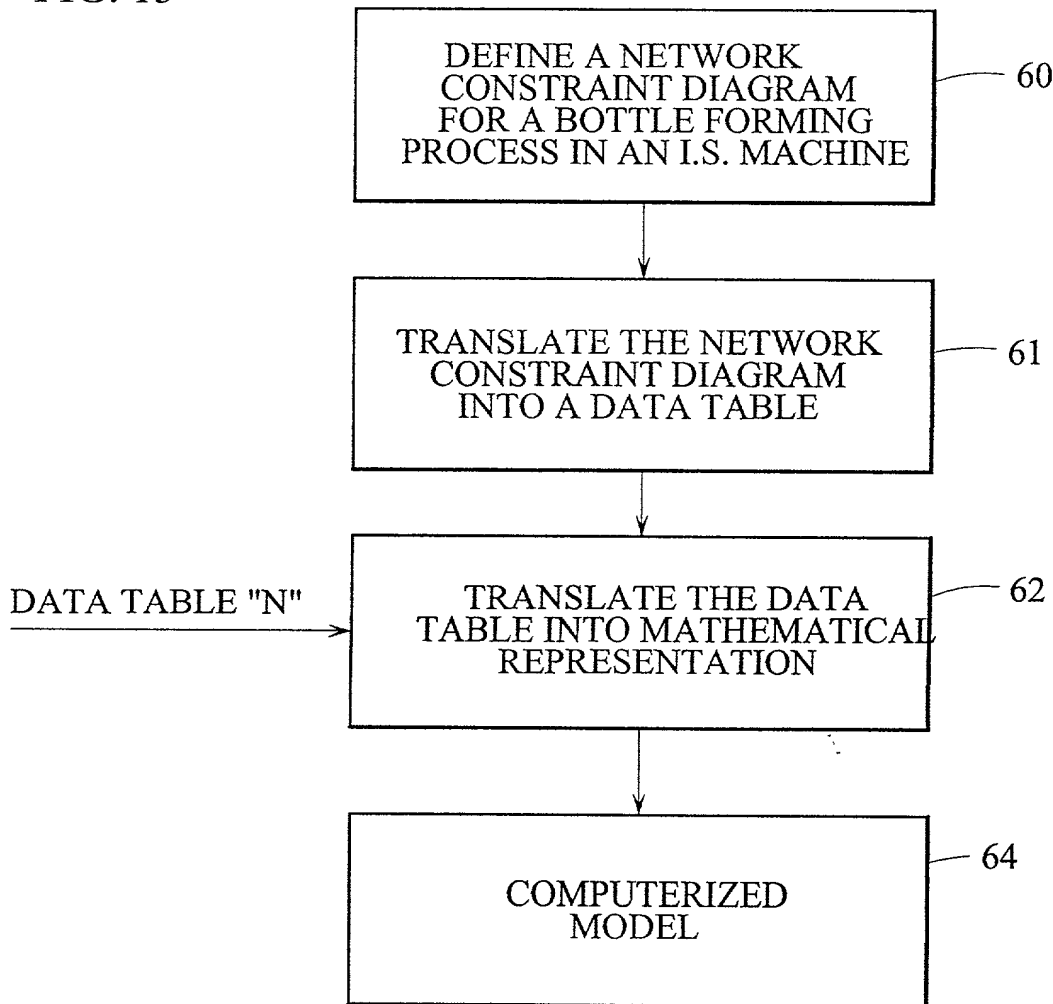 DEFINE A NETWORK
CONSTRAINT DIAGRAM
FOR A BOTTLE FORMING
PROCESS IN AN I.S. MACHINE
60
TRANSLATE THE NETWORK
CONSTRAINT DIAGRAM
INTO A DATA TABLE
61
DATA TABLE "N"
TRANSLATE THE DATA
TABLE INTO MATHEMATICAL
REPRESENTATION
62
COMPUTERIZED
MODEL
64